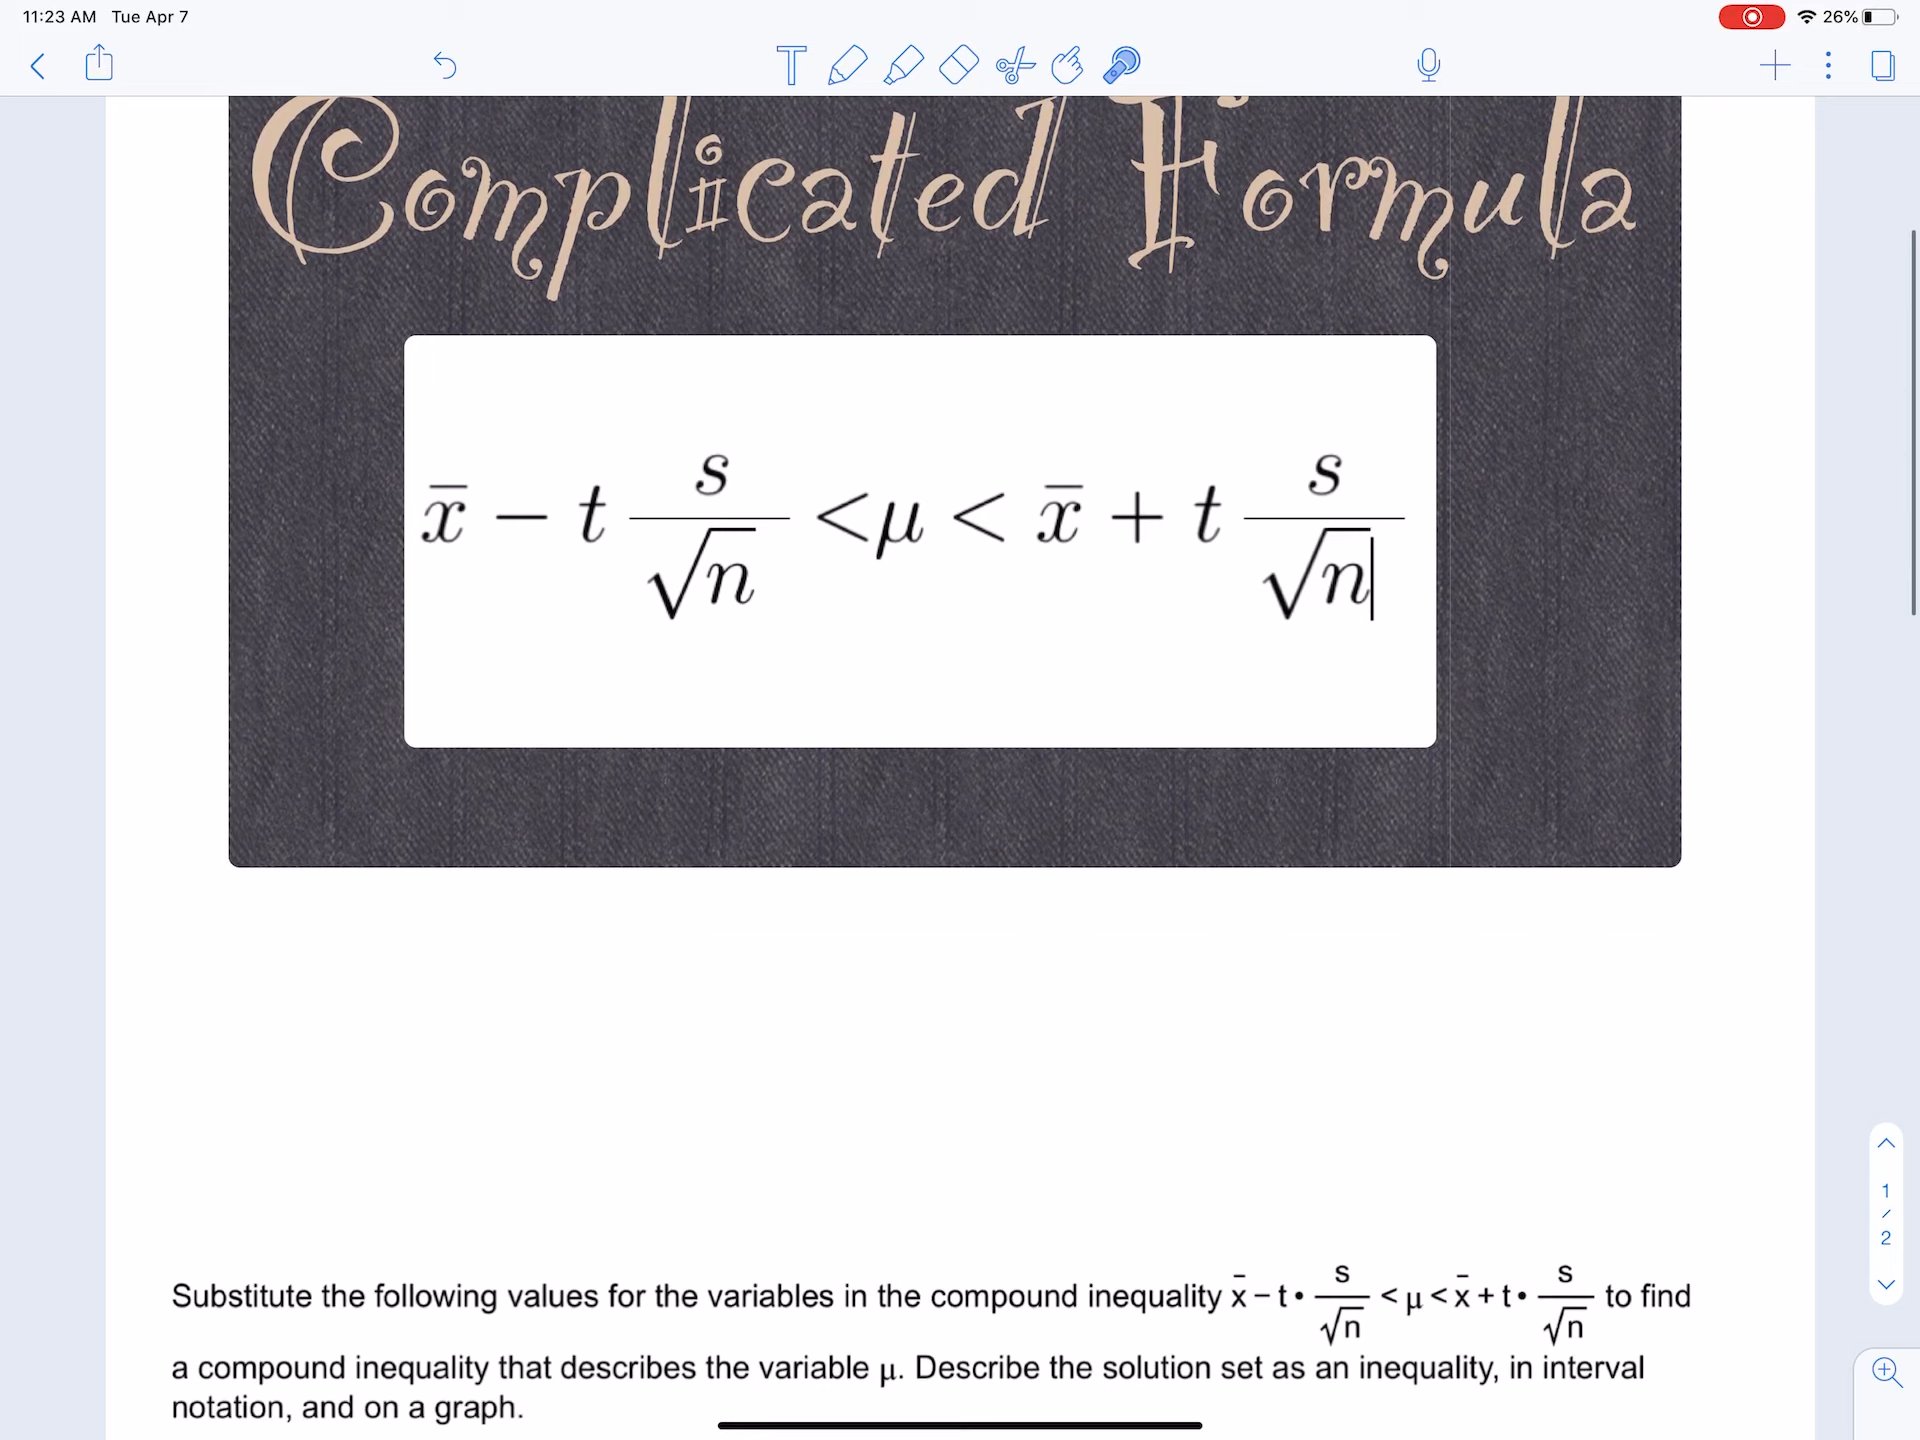 11:23 AM Tue Apr 7
26%
Complicated Formula
x̄ − t s/√n < μ < x̄ + t s/√n
Substitute the following values for the variables in the compound inequality x̄ − t • s/√n < μ < x̄ + t • s/√n to find
a compound inequality that describes the variable μ. Describe the solution set as an inequality, in interval
notation, and on a graph.
1
/
2